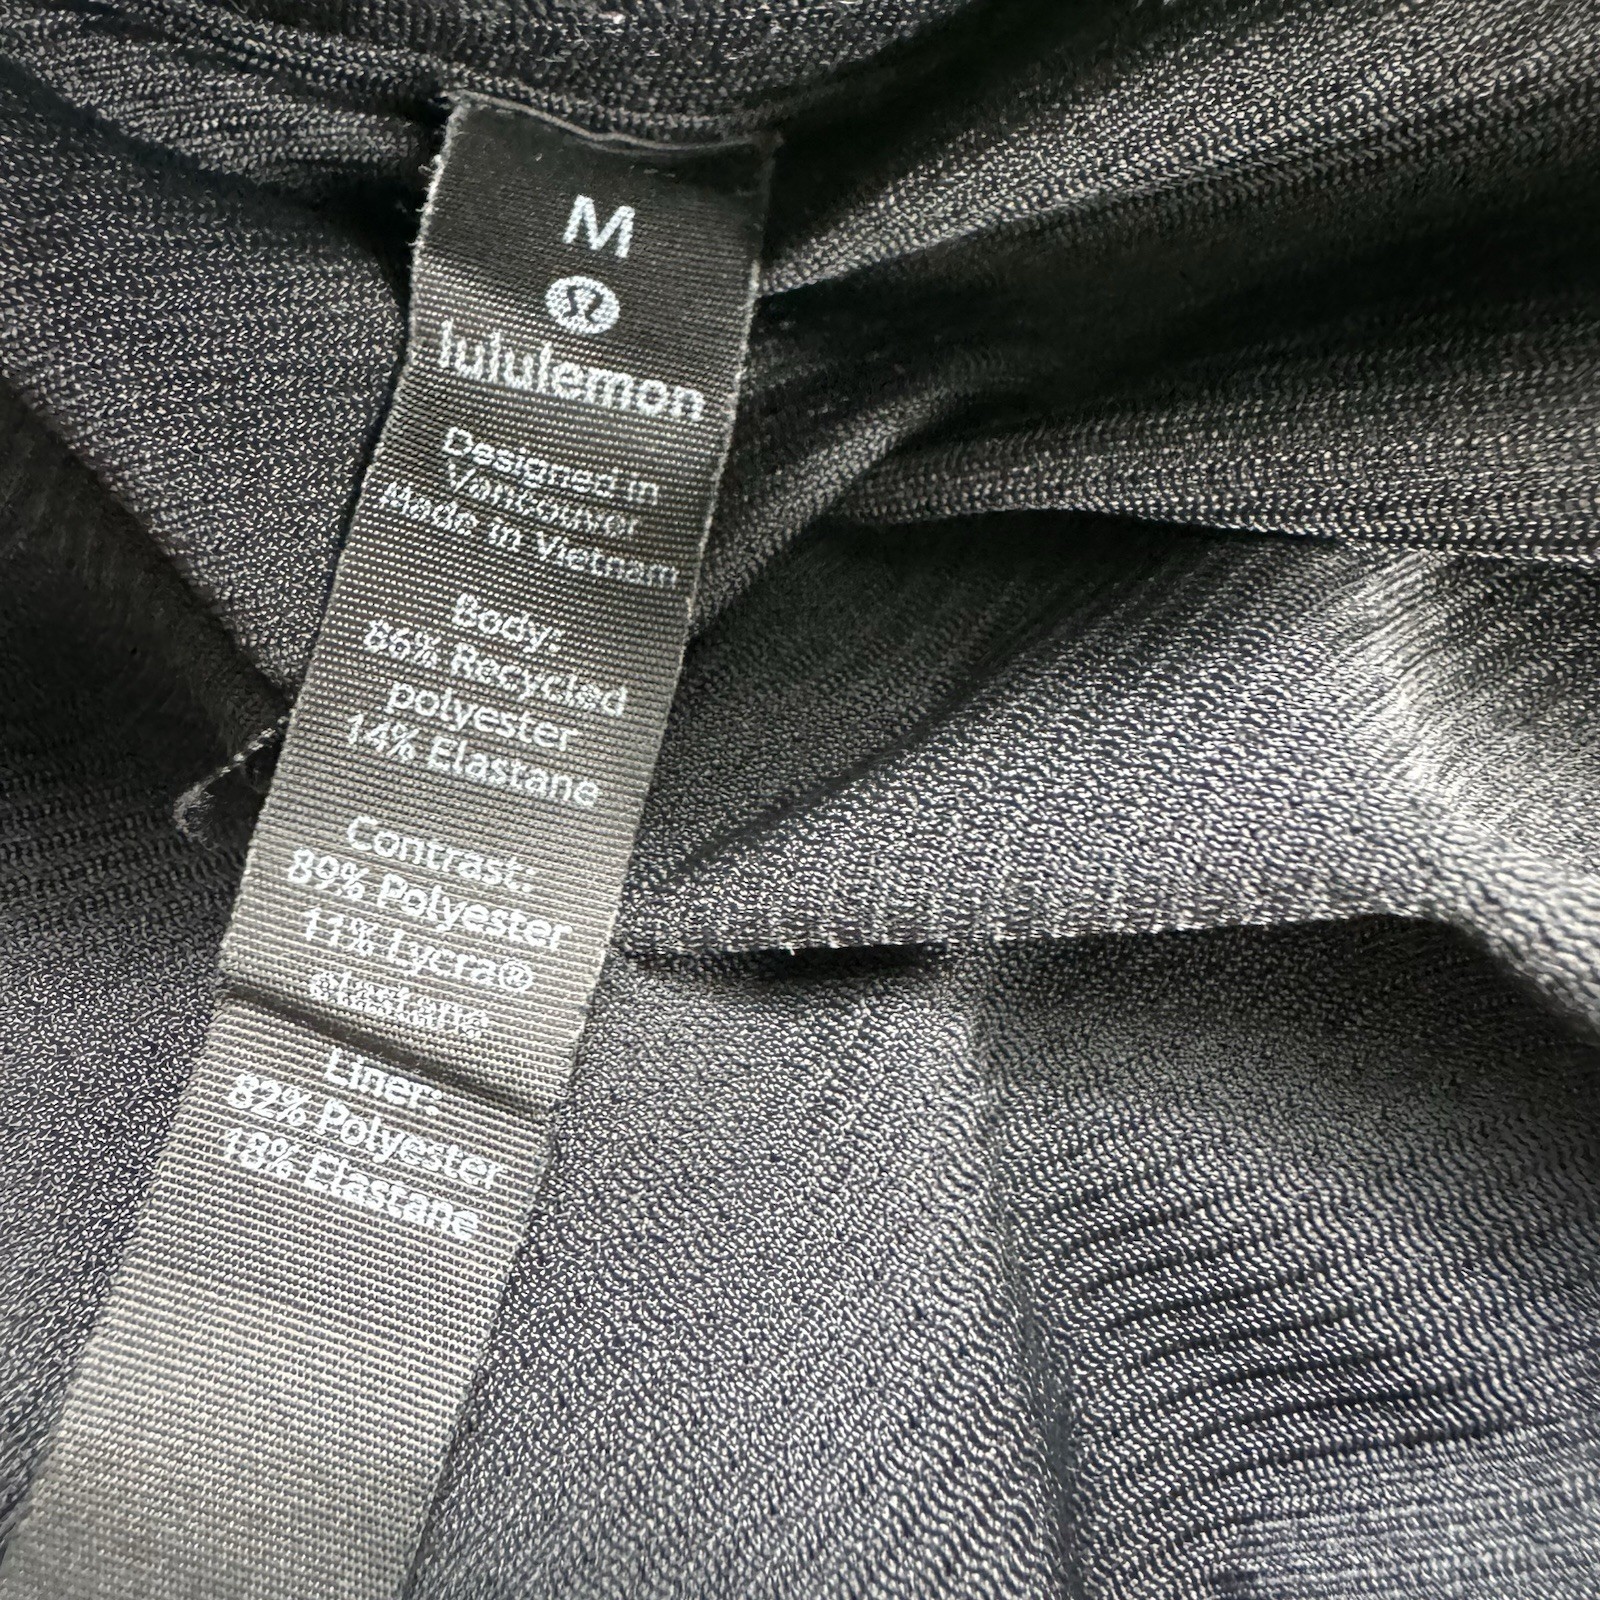 M
lululemon
Designed in
Vancouver
Made in Vietnam
Body:
86% Recycled
polyester
14% Elastane
Contrast:
89% Polyester
11% Lycra®
elastane
Liner:
82% Polyester
18% Elastane